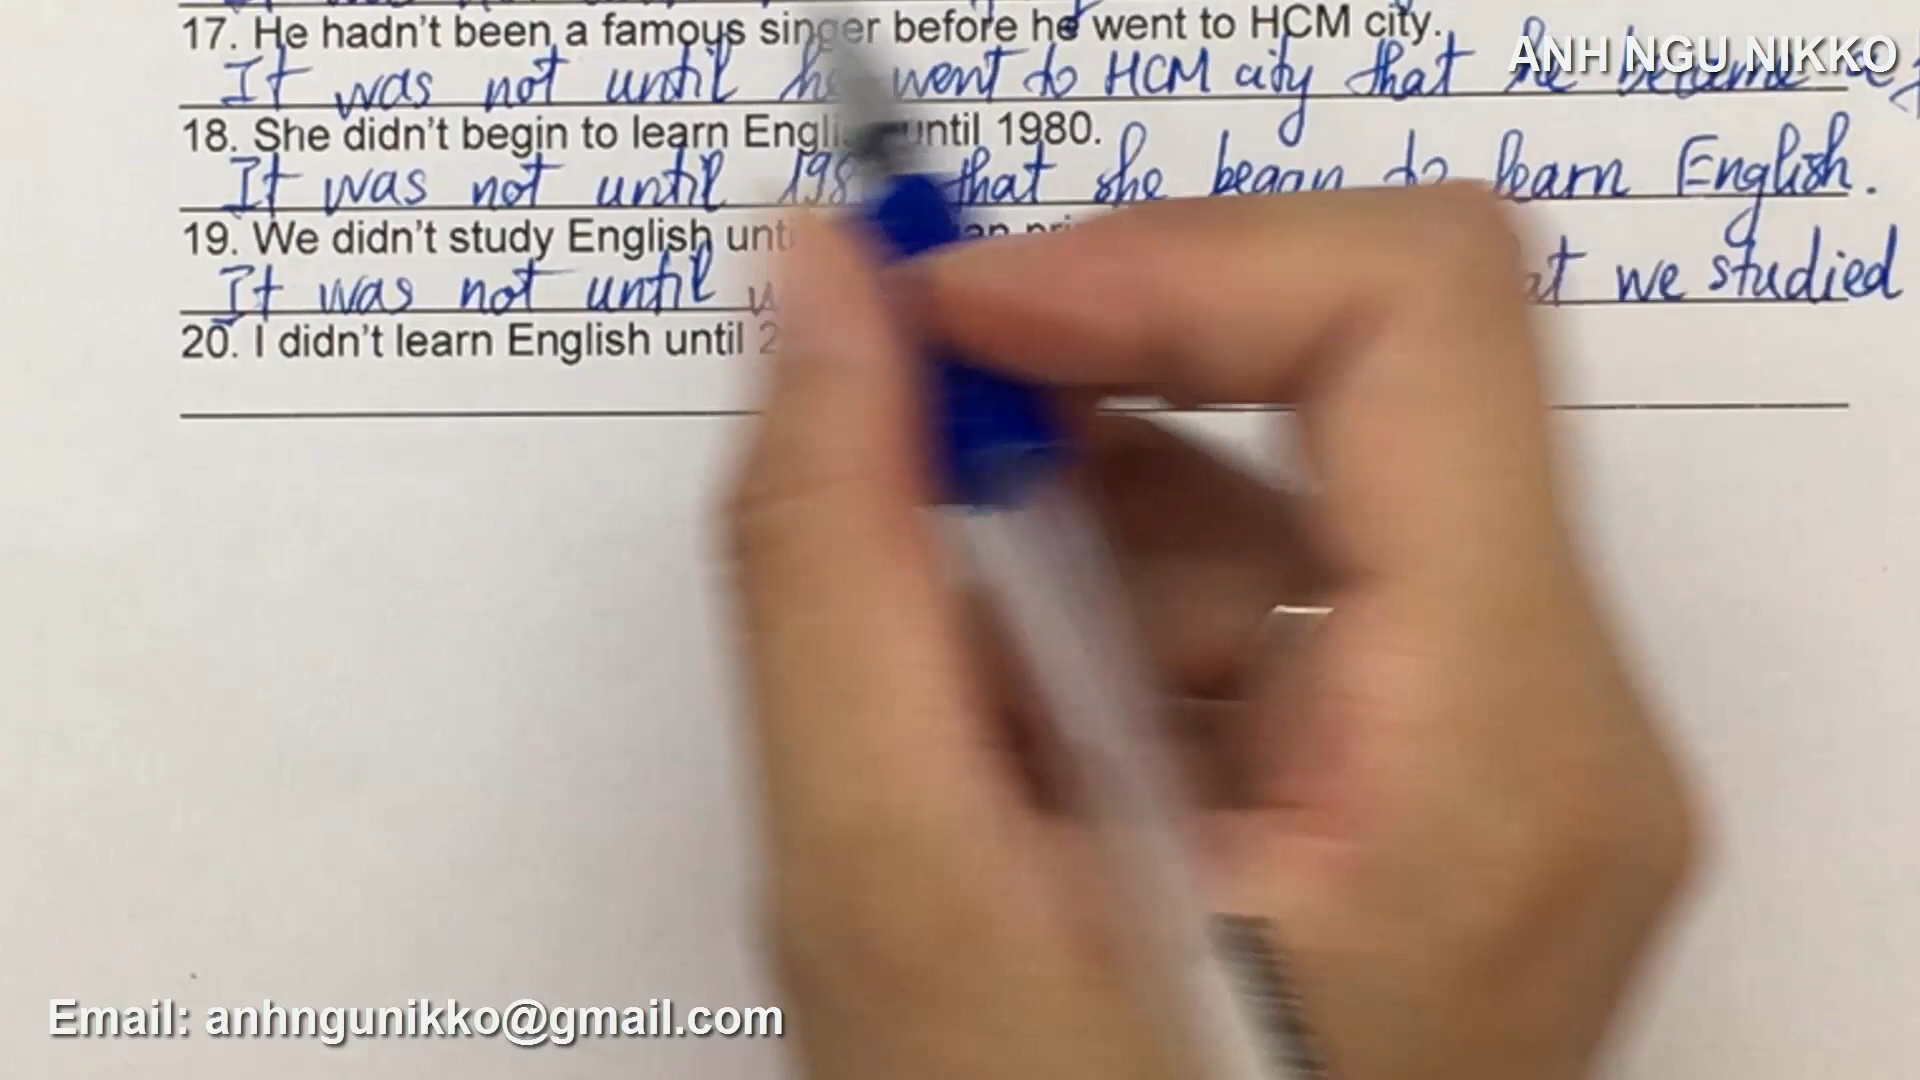 17. He hadn't been a famous singer before he went to HCM city.
ANH NGU NIKKO
It was not until he went to HCM city that he became
18. She didn't begin to learn until 1980.
It was not until that she began to learn English.
19. We didn't study English
It was not until we studied
20. I didn't learn English until
Email: anhngunikko@gmail.com